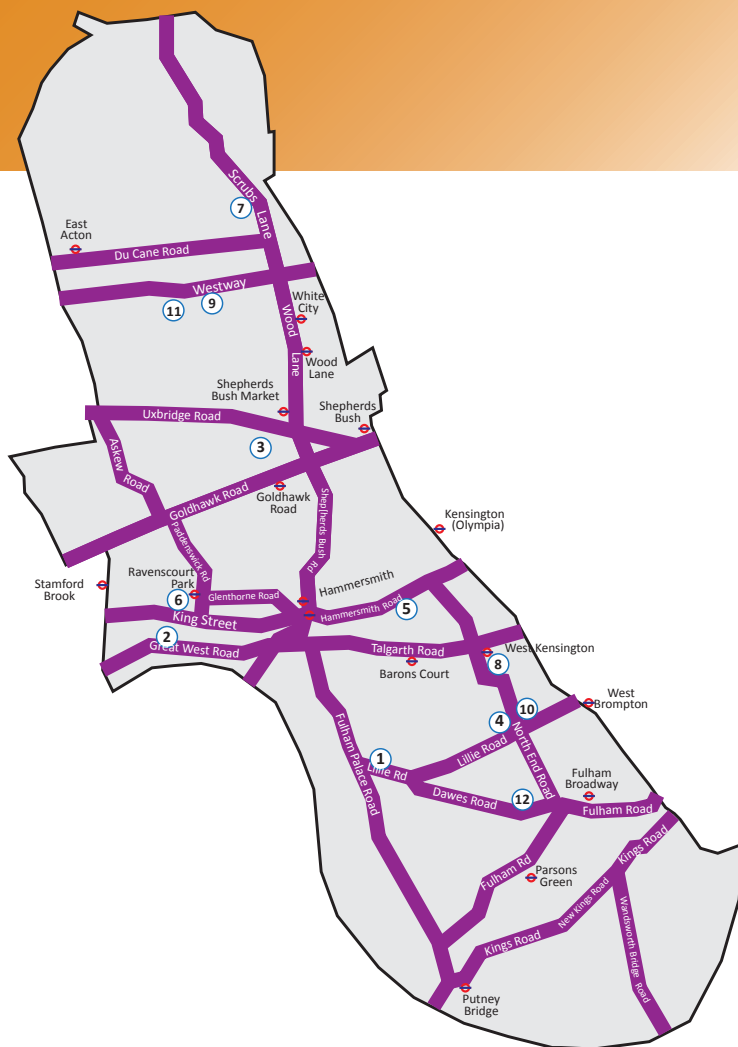 Scrubs
Lane
7
East
Acton
Du Cane Road
Westway
11
9
White
City
Wood
Lane
Wood
Lane
Shepherds
Bush Market
Shepherds
Bush
Uxbridge Road
3
Askew
Road
Goldhawk Road
Goldhawk
Road
Shepherds Bush
Rd
Kensington
(Olympia)
Paddenswick Rd
Stamford
Brook
Ravenscourt
Park
6
Glenthorne Road
Hammersmith
Hammersmith Road
5
King Street
2
Great West Road
Talgarth Road
West Kensington
8
Barons Court
West
Brompton
10
4
North End Road
Fulham Palace Road
1
Lillie Rd
Lillie Road
Dawes Road
12
Fulham
Broadway
Fulham Road
Fulham Rd
Parsons
Green
Kings Road
New Kings Road
Kings Road
Wandsworth Bridge
Road
Putney
Bridge